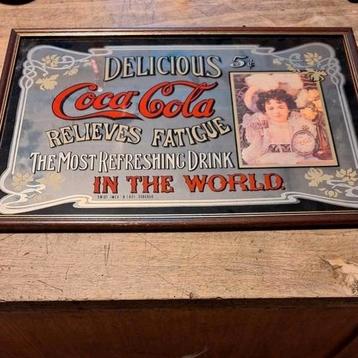 DELICIOUS 5¢
Coca-Cola
RELIEVES FATIGUE
THE MOST REFRESHING DRINK
IN THE WORLD.